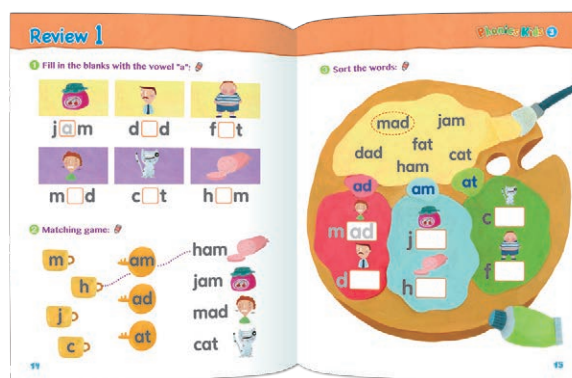 Review 1
1 Fill in the blanks with the vowel "a":
jam d d f t
m d c t h m
2 Matching game:
m am ham
h jam
j ad mad
c at cat
11
Phonics Kids 3
3 Sort the words:
mad jam
dad fat cat
ham
ad am at
mad j c
d h f
13